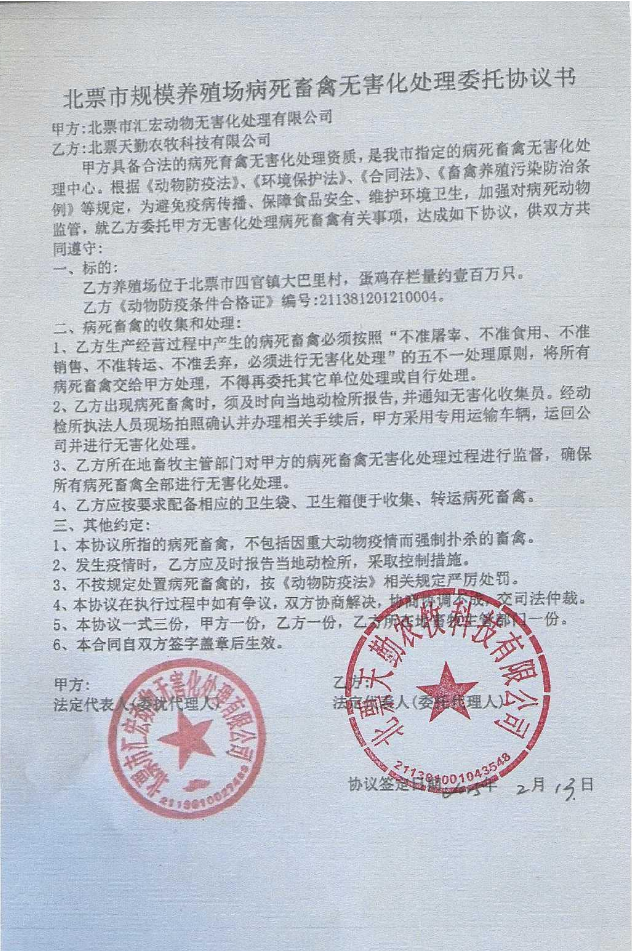 北票市规模养殖场病死畜禽无害化处理委托协议书
甲方:北票市汇宏动物无害化处理有限公司
乙方:北票天勤农牧科技有限公司
甲方具备合法的病死育禽无害化处理资质，是我市指定的病死畜禽无害化处
理中心。根据《动物防疫法》、《环境保护法》、《合同法》、《畜禽养殖污染防治条
例》等规定，为避免疫病传播、保障食品安全、维护环境卫生，加强对病死动物
监管，就乙方委托甲方无害化处理病死畜禽有关事项，达成如下协议，供双方共
同遵守:
一、标的:
乙方养殖场位于北票市四官镇大巴里村，蛋鸡存栏量约壹百万只。
乙方《动物防疫条件合格证》编号:211381201210004。
二、病死畜禽的收集和处理:
1、乙方生产经营过程中产生的病死畜禽必须按照“不准屠宰、不准食用、不准
销售、不准转运、不准丢弃，必须进行无害化处理”的五不一处理原则，将所有
病死畜禽交给甲方处理，不得再委托其它单位处理或自行处理。
2、乙方出现病死畜禽时，须及时向当地动检所报告,并通知无害化收集员。经动
检所执法人员现场拍照确认并办理相关手续后，甲方采用专用运输车辆，运回公
司并进行无害化处理。
3、乙方所在地畜牧主管部门对甲方的病死畜禽无害化处理过程进行监督，确保
所有病死畜禽全部进行无害化处理。
4、乙方应按要求配备相应的卫生袋、卫生箱便于收集、转运病死畜禽。
三、其他约定:
1、本协议所指的病死畜禽，不包括因重大动物疫情而强制扑杀的畜禽。
2、发生疫情时，乙方应及时报告当地动检所，采取控制措施。
3、不按规定处置病死畜禽的，按《动物防疫法》相关规定严厉处罚。
4、本协议在执行过程中如有争议，双方协商解决，协商协调不成，交司法仲裁。
5、本协议一式三份，甲方一份，乙方一份，乙方所在地畜牧主管部门一份。
6、本合同自双方签字盖章后生效。
甲方: 乙方:
法定代表人(委托代理人) 法定代表人(委托代理人)
北票市汇宏动物无害化处理有限公司
北票天勤农牧科技有限公司
211381001043548
协议签定日期 年 2月13日